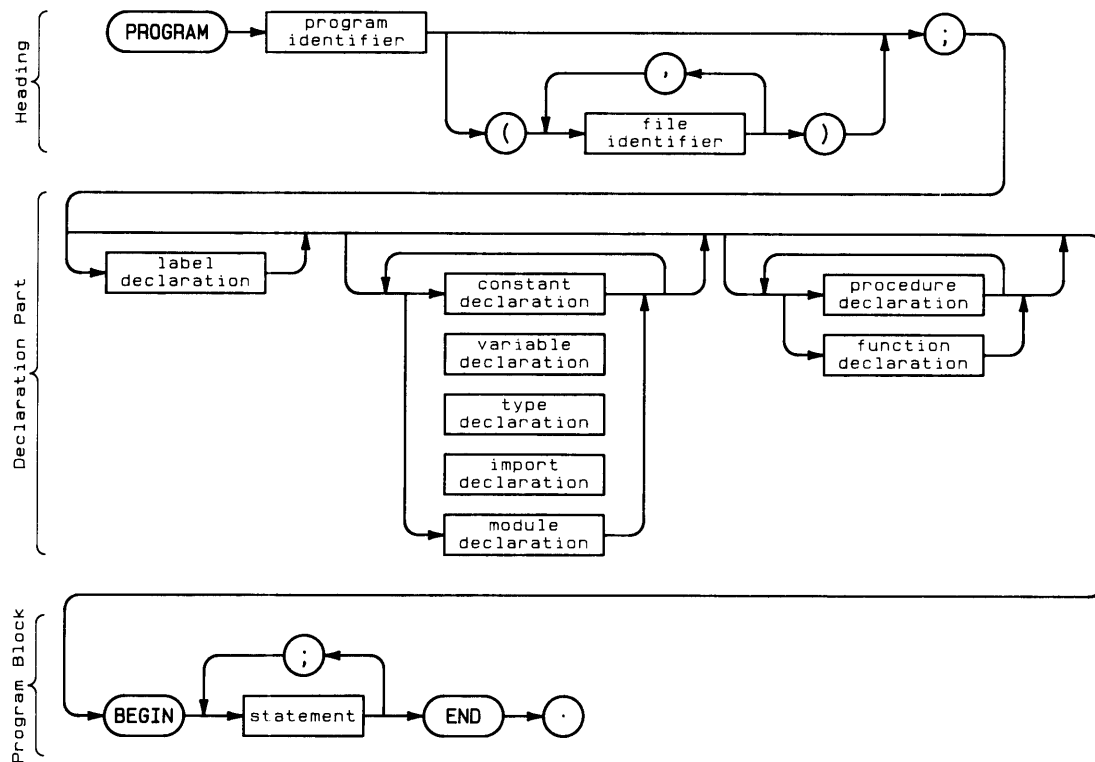 Heading
PROGRAM
program
identifier
;
,
(
file
identifier
)
Declaration Part
label
declaration
constant
declaration
variable
declaration
type
declaration
import
declaration
module
declaration
procedure
declaration
function
declaration
Program Block
;
BEGIN
statement
END
.